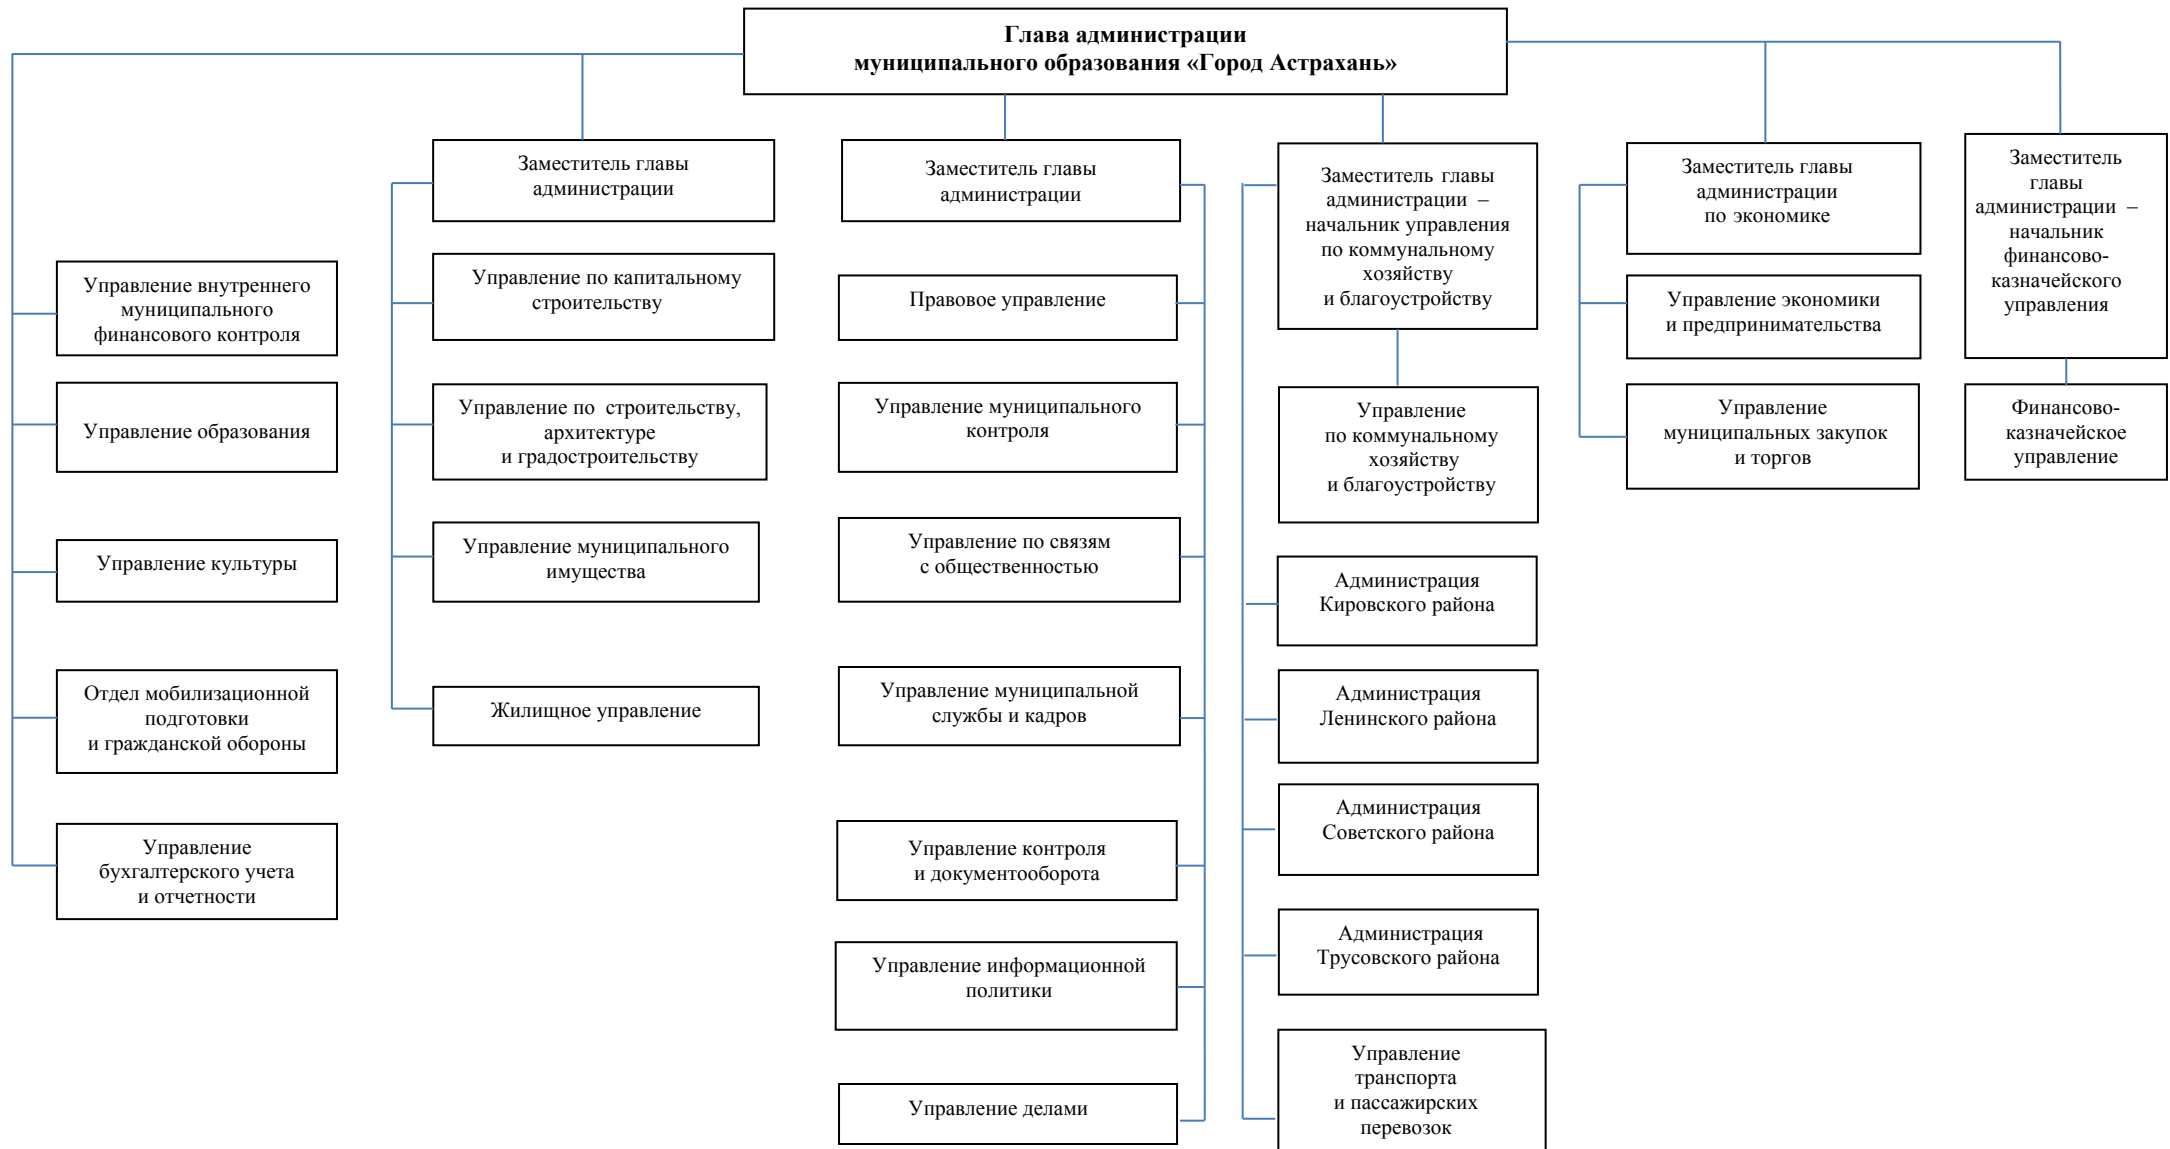 Глава администрации
муниципального образования «Город Астрахань»
Управление внутреннего
муниципального
финансового контроля
Управление образования
Управление культуры
Отдел мобилизационной
подготовки
и гражданской обороны
Управление
бухгалтерского учета
и отчетности
Заместитель главы
администрации
Управление по капитальному
строительству
Управление по строительству,
архитектуре
и градостроительству
Управление муниципального
имущества
Жилищное управление
Заместитель главы
администрации
Правовое управление
Управление муниципального
контроля
Управление по связям
с общественностью
Управление муниципальной
службы и кадров
Управление контроля
и документооборота
Управление информационной
политики
Управление делами
Заместитель главы
администрации –
начальник управления
по коммунальному
хозяйству
и благоустройству
Управление
по коммунальному
хозяйству
и благоустройству
Администрация
Кировского района
Администрация
Ленинского района
Администрация
Советского района
Администрация
Трусовского района
Управление
транспорта
и пассажирских
перевозок
Заместитель главы
администрации
по экономике
Управление экономики
и предпринимательства
Управление
муниципальных закупок
и торгов
Заместитель
главы
администрации –
начальник
финансово-
казначейского
управления
Финансово-
казначейское
управление